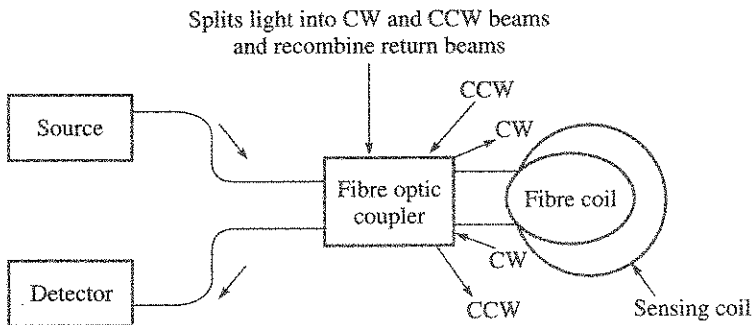 Splits light into CW and CCW beams
and recombine return beams
CCW
CW
Source
Fibre optic
coupler
Fibre coil
CW
Detector
CCW
Sensing coil